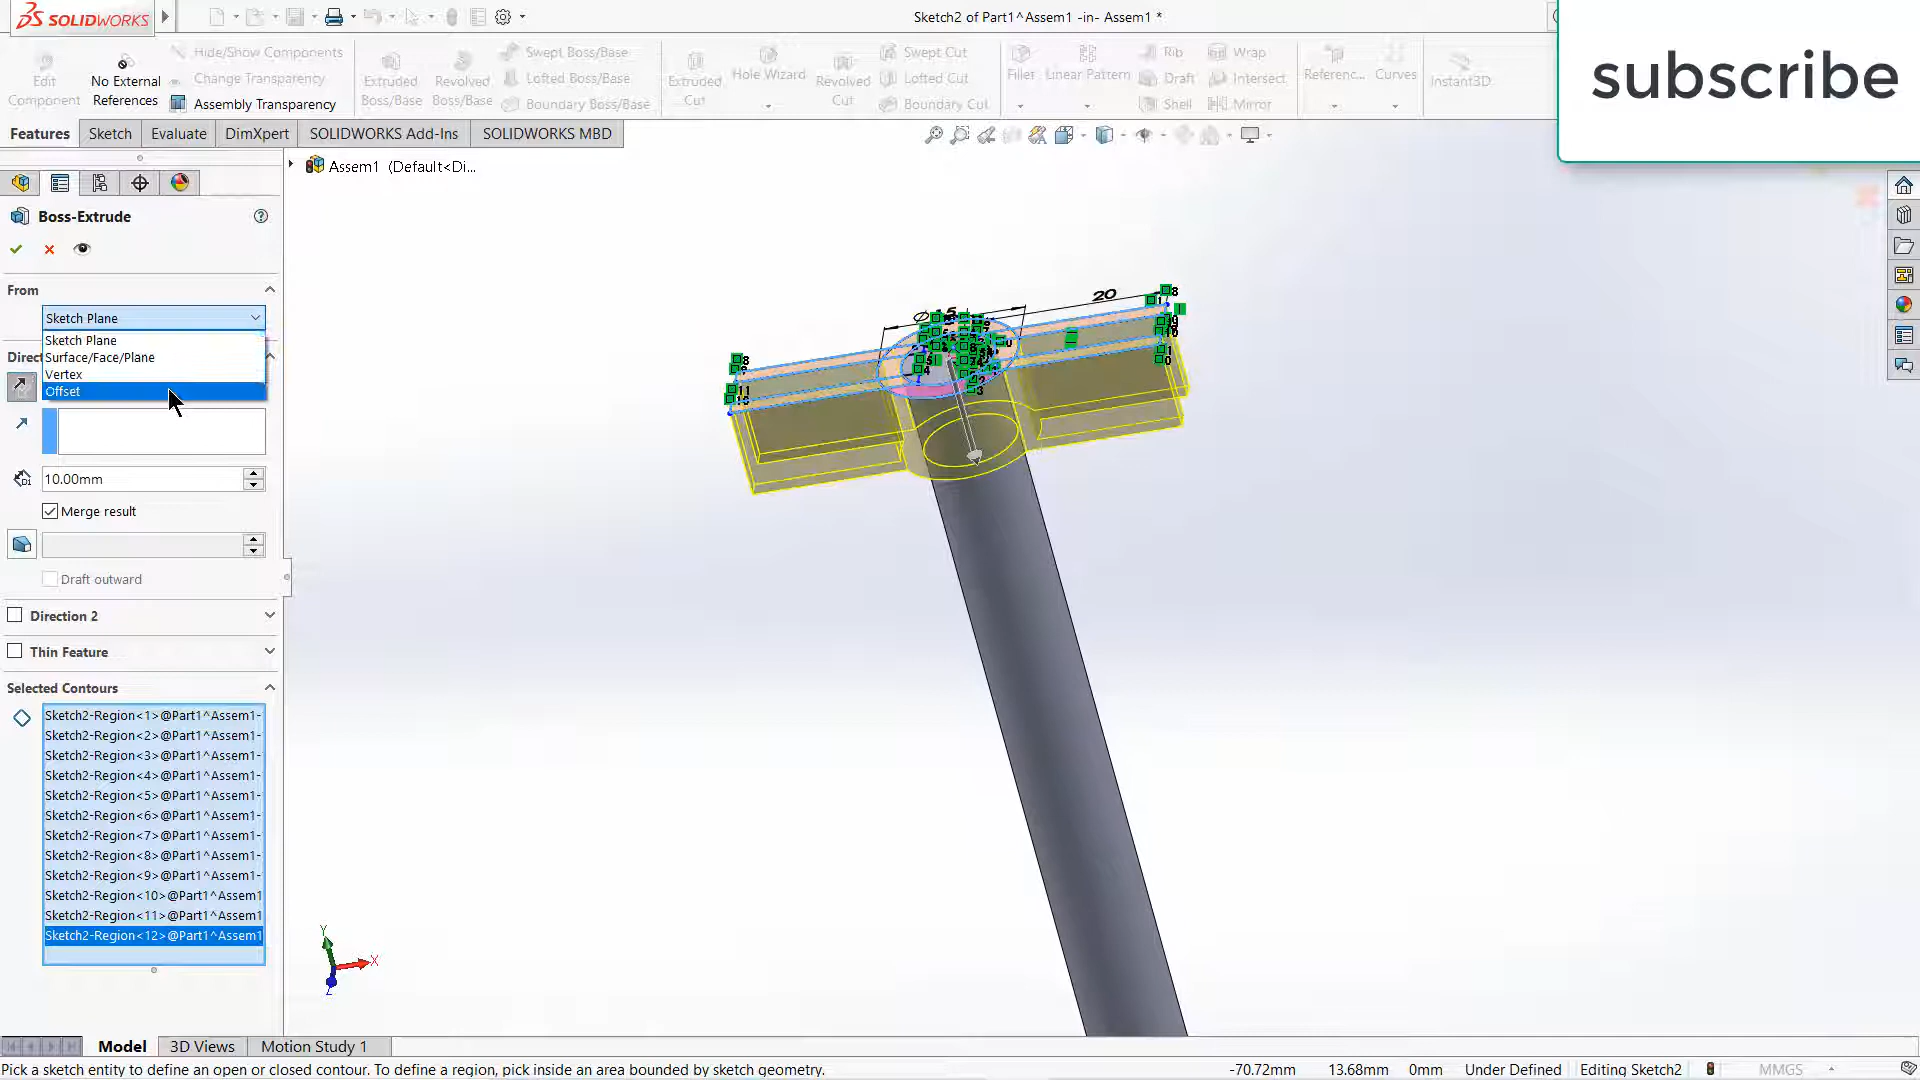 SOLIDWORKS
Sketch2 of Part1^Assem1 -in- Assem1 *
subscribe
Edit Component
No External References
Hide/Show Components
Change Transparency
Assembly Transparency
Extruded Boss/Base
Revolved Boss/Base
Swept Boss/Base
Lofted Boss/Base
Boundary Boss/Base
Extruded Cut
Hole Wizard
Revolved Cut
Swept Cut
Lofted Cut
Boundary Cut
Fillet
Linear Pattern
Rib
Draft
Shell
Wrap
Intersect
Mirror
Referenc...
Curves
Instant3D
Features
Sketch
Evaluate
DimXpert
SOLIDWORKS Add-Ins
SOLIDWORKS MBD
Assem1 (Default<Di...
Boss-Extrude
From
Sketch Plane
Sketch Plane
Surface/Face/Plane
Vertex
Offset
Direc
10.00mm
Merge result
Draft outward
Direction 2
Thin Feature
Selected Contours
Sketch2-Region<1>@Part1^Assem1-
Sketch2-Region<2>@Part1^Assem1-
Sketch2-Region<3>@Part1^Assem1-
Sketch2-Region<4>@Part1^Assem1-
Sketch2-Region<5>@Part1^Assem1-
Sketch2-Region<6>@Part1^Assem1-
Sketch2-Region<7>@Part1^Assem1-
Sketch2-Region<8>@Part1^Assem1-
Sketch2-Region<9>@Part1^Assem1-
Sketch2-Region<10>@Part1^Assem1
Sketch2-Region<11>@Part1^Assem1
Sketch2-Region<12>@Part1^Assem1
20
Y
X
Z
Model
3D Views
Motion Study 1
Pick a sketch entity to define an open or closed contour. To define a region, pick inside an area bounded by sketch geometry.
-70.72mm
13.68mm
0mm
Under Defined
Editing Sketch2
MMGS